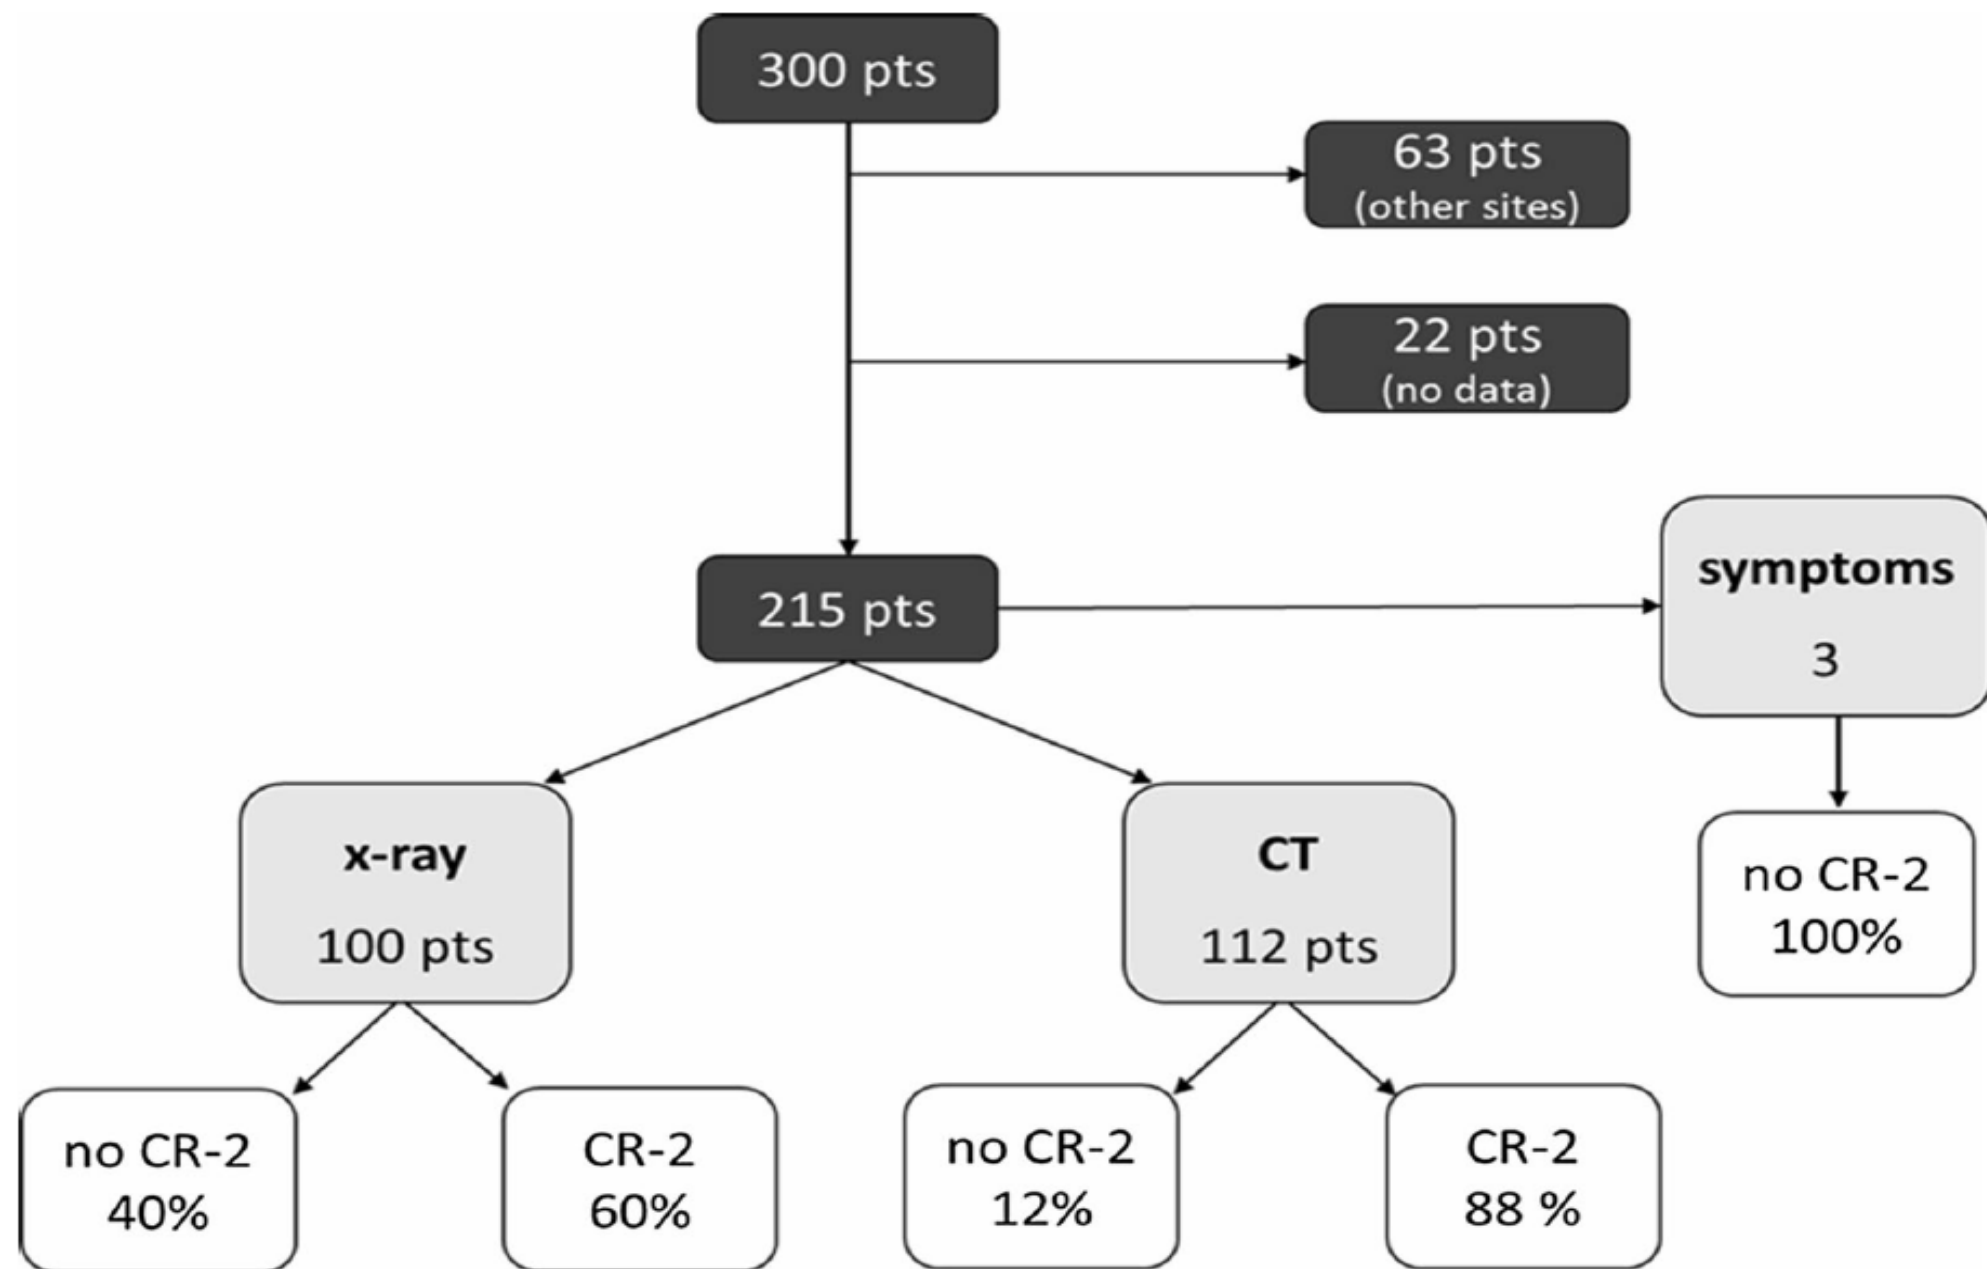 300 pts
63 pts
(other sites)
22 pts
(no data)
215 pts
symptoms
3
x-ray
100 pts
CT
112 pts
no CR-2
100%
no CR-2
40%
CR-2
60%
no CR-2
12%
CR-2
88 %